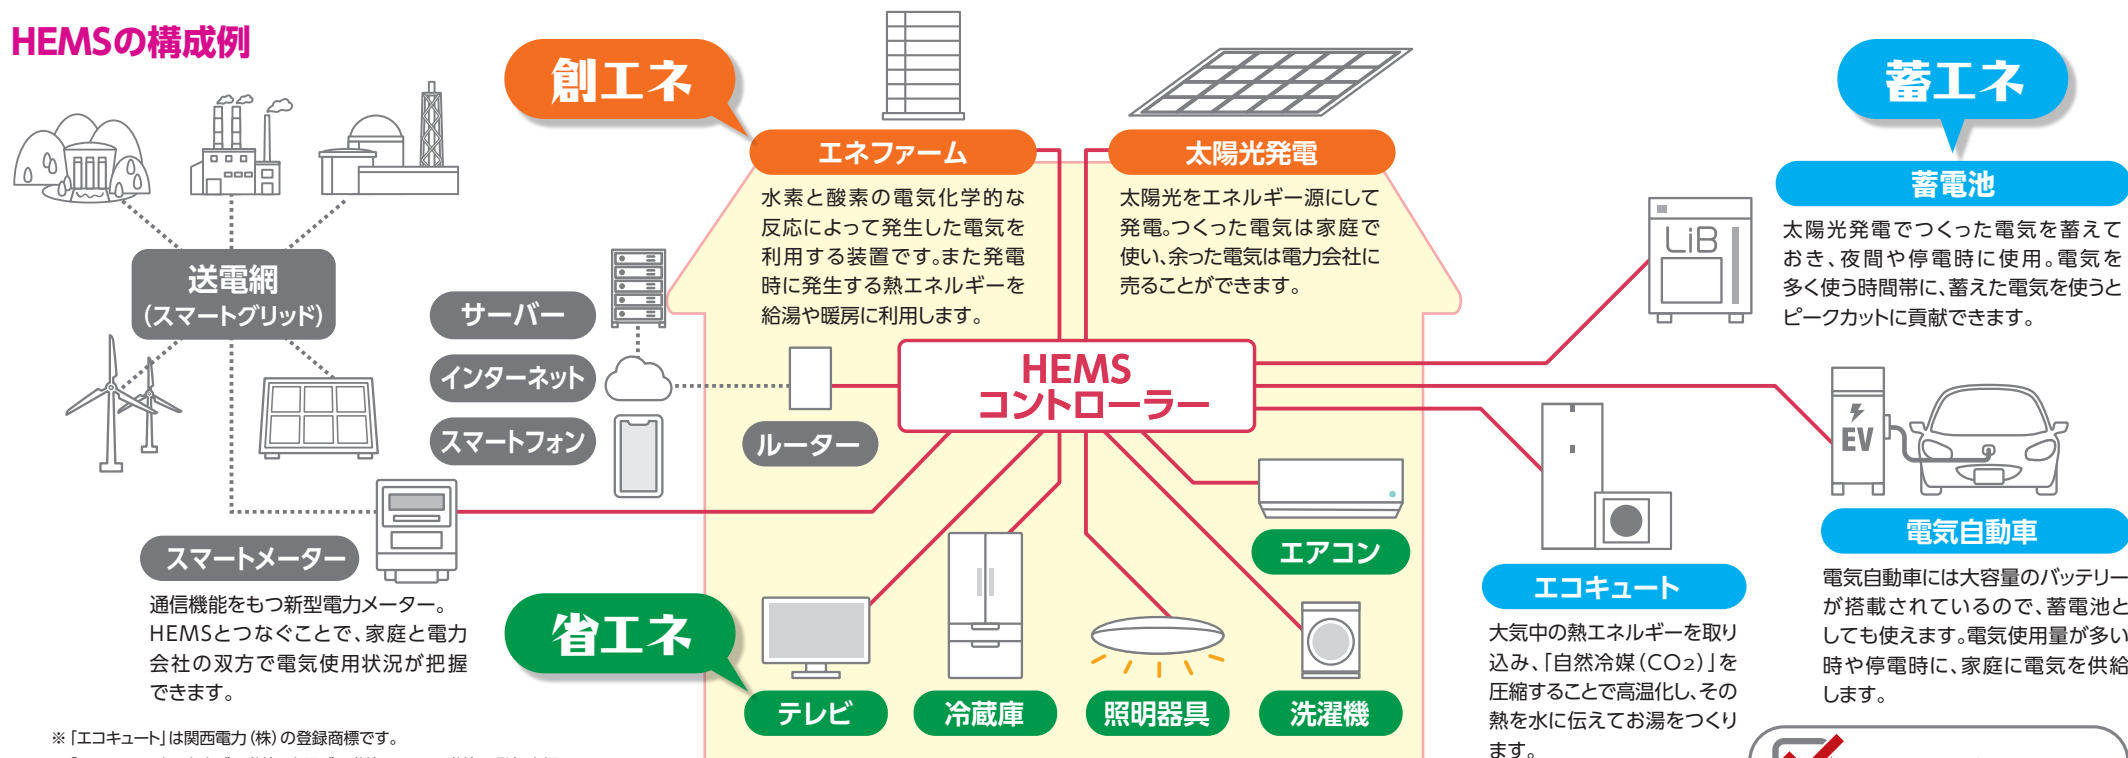 HEMSの構成例
創エネ
エネファーム
水素と酸素の電気化学的な
反応によって発生した電気を
利用する装置です。また発電
時に発生する熱エネルギーを
給湯や暖房に利用します。
太陽光発電
太陽光をエネルギー源にして
発電。つくった電気は家庭で
使い、余った電気は電力会社に
売ることができます。
蓄エネ
蓄電池
LiB
太陽光発電でつくった電気を蓄えて
おき、夜間や停電時に使用。電気を
多く使う時間帯に、蓄えた電気を使うと
ピークカットに貢献できます。
送電網
(スマートグリッド)
サーバー
インターネット
スマートフォン
ルーター
HEMS
コントローラー
EV
電気自動車
電気自動車には大容量のバッテリー
が搭載されているので、蓄電池と
しても使えます。電気使用量が多い
時や停電時に、家庭に電気を供給
します。
エコキュート
大気中の熱エネルギーを取り
込み、「自然冷媒(CO2)」を
圧縮することで高温化し、その
熱を水に伝えてお湯をつくり
ます。
スマートメーター
通信機能をもつ新型電力メーター。
HEMSとつなぐことで、家庭と電力
会社の双方で電気使用状況が把握
できます。
省エネ
エアコン
テレビ
冷蔵庫
照明器具
洗濯機
※「エコキュート」は関西電力(株)の登録商標です。